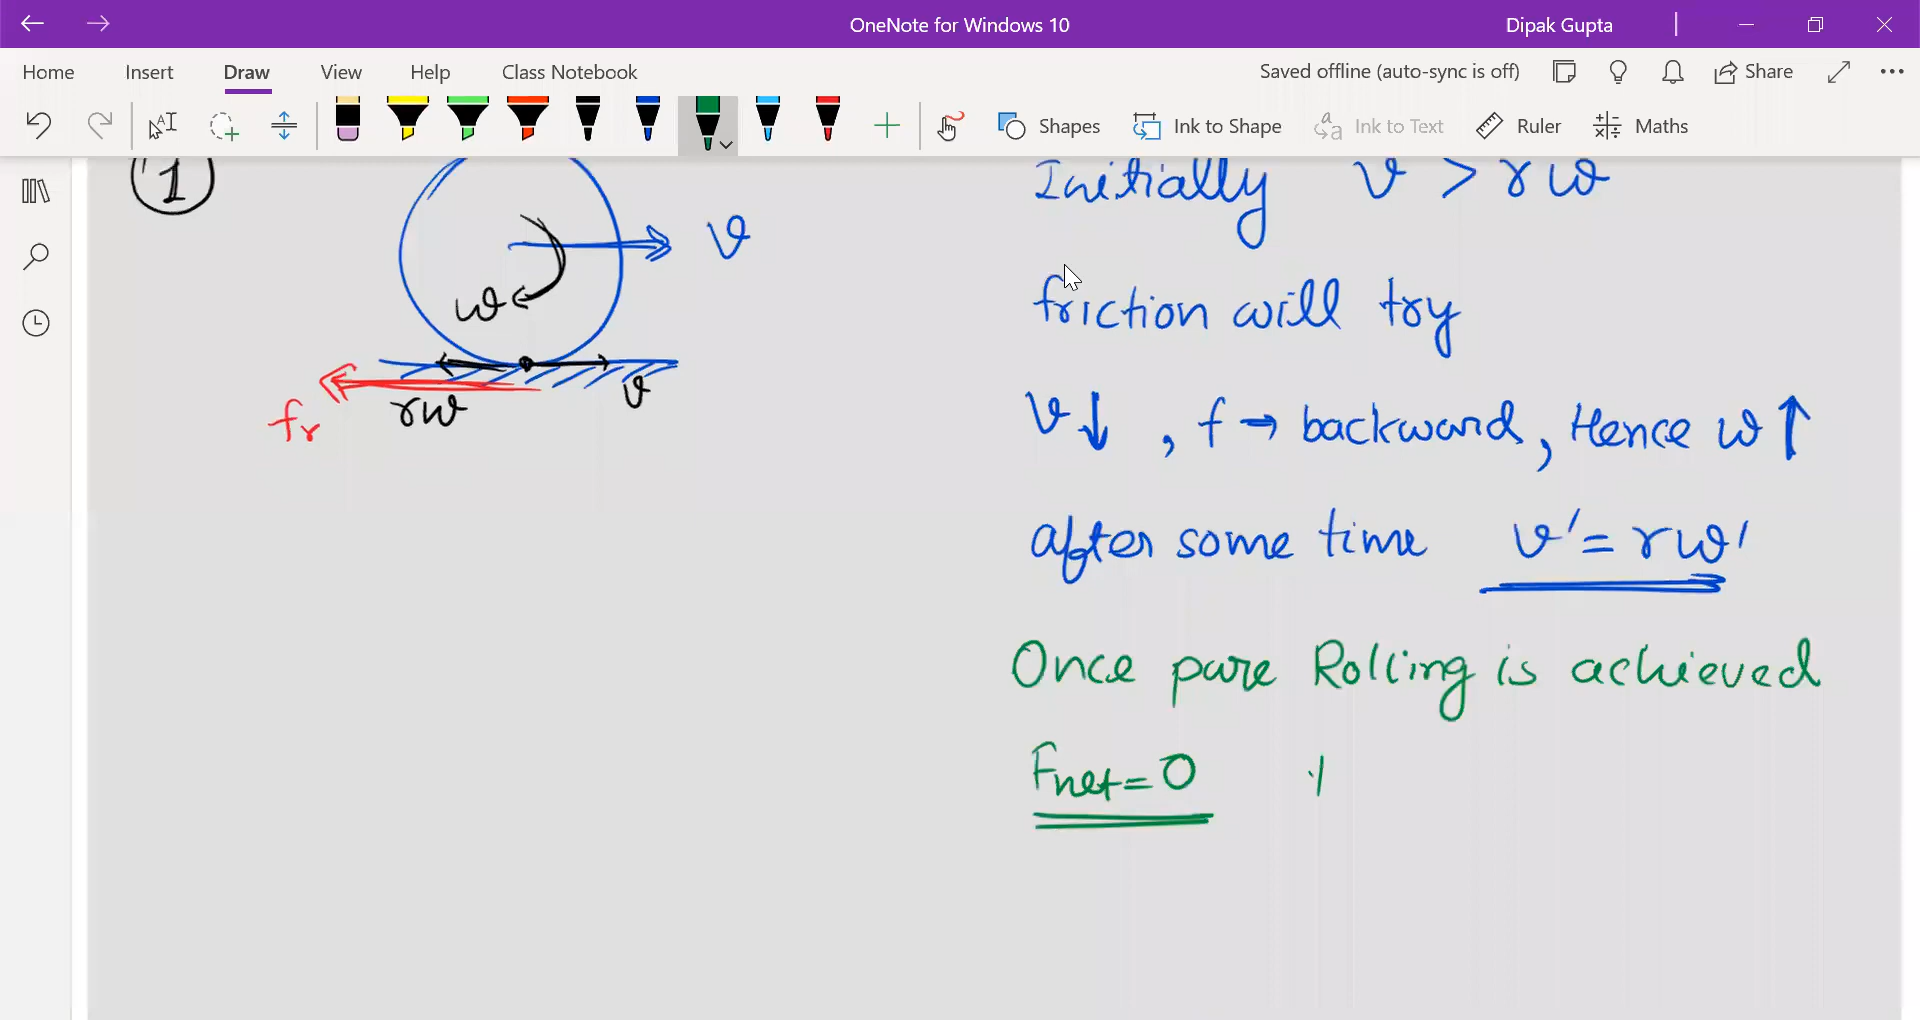 OneNote for Windows 10
Dipak Gupta
Home Insert Draw View Help Class Notebook
Saved offline (auto-sync is off) Share
Shapes Ink to Shape Ink to Text Ruler Maths
1
v
ω
v
rω
fr
Initially v > rω
friction will try
v↓ , f → backward, Hence ω↑
after some time v' = rω'
Once pure Rolling is achieved
Fnet = 0